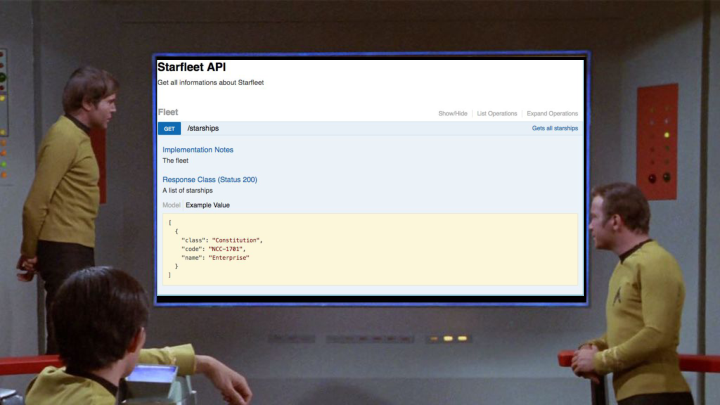 Starfleet API
Get all informations about Starfleet
Fleet Show/Hide List Operations Expand Operations
GET /starships Gets all starships
Implementation Notes
The fleet
Response Class (Status 200)
A list of starships
Model Example Value
[
{
"class": "Constitution",
"code": "NCC-1701",
"name": "Enterprise"
}
]